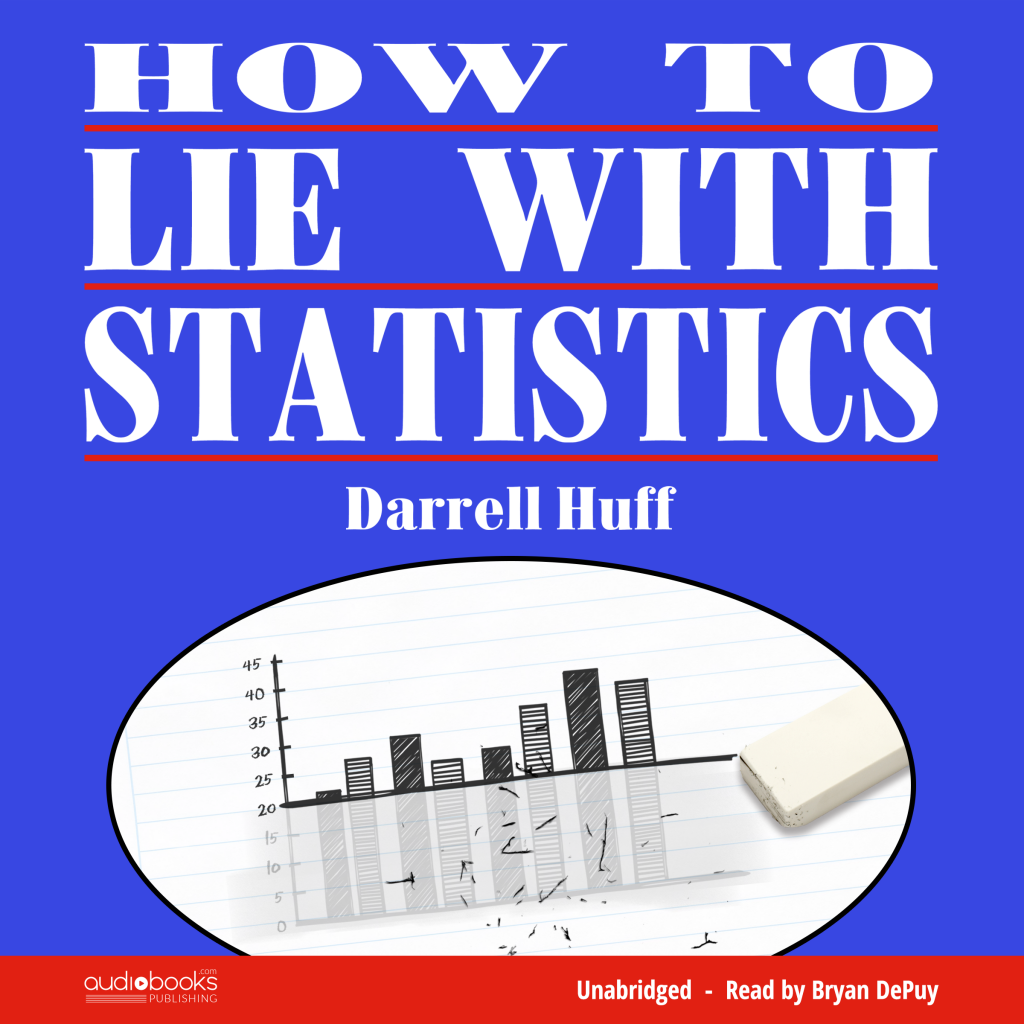 HOW TO
LIE WITH
STATISTICS
Darrell Huff
45
40
35
30
25
20
15
10
5
0
audiobooks.com
PUBLISHING
Unabridged - Read by Bryan DePuy